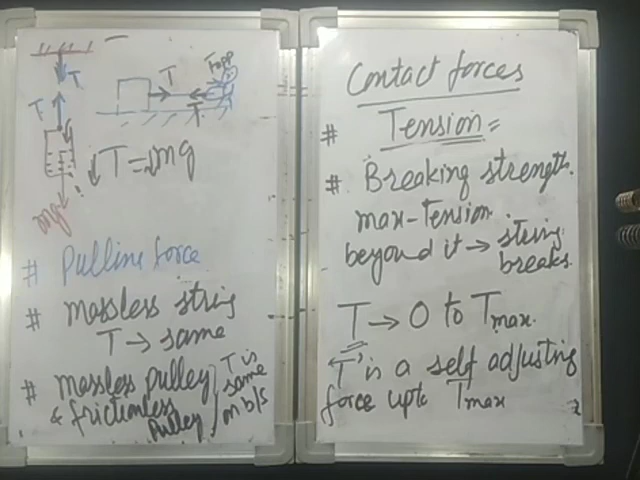 T
T
T
Fapp
T
T = mg
mg
# Pulling force
# Massless string
T → same
# Massless pulley
& frictionless
pulley
T is
same
on b/s
Contact forces
# Tension =
# Breaking strength.
max-Tension
beyond it → string
breaks.
T → 0 to Tmax.
'T' is a self adjusting
force upto Tmax